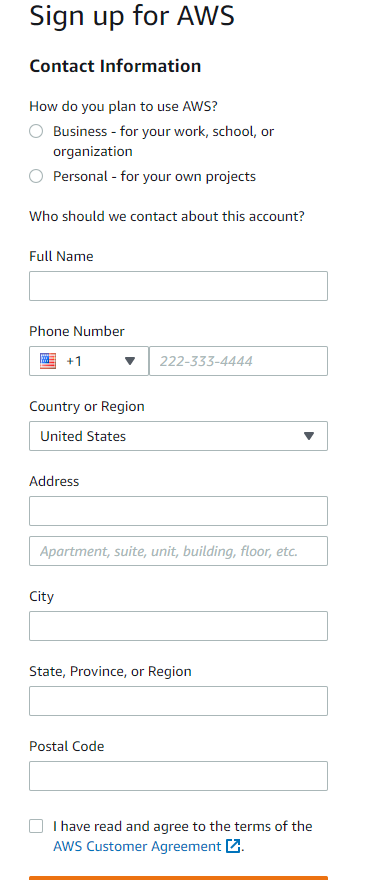 Sign up for AWS
Contact Information
How do you plan to use AWS?
Business - for your work, school, or
organization
Personal - for your own projects
Who should we contact about this account?
Full Name
Phone Number
+1
222-333-4444
Country or Region
United States
Address
Apartment, suite, unit, building, floor, etc.
City
State, Province, or Region
Postal Code
I have read and agree to the terms of the
AWS Customer Agreement.